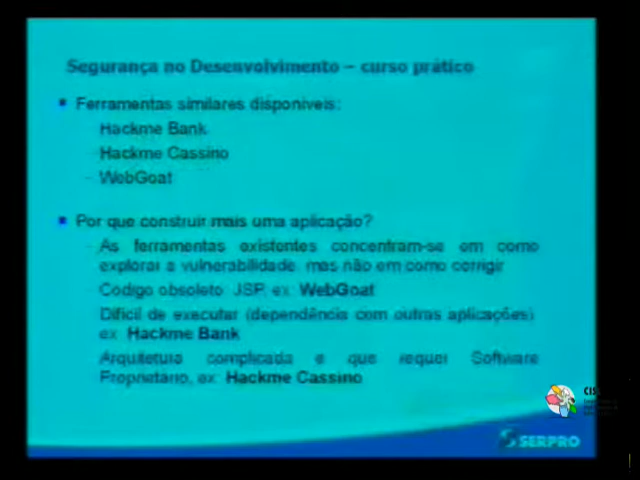 Segurança no Desenvolvimento – curso prático
Ferramentas similares disponíveis:
Hackme Bank
Hackme Cassino
- WebGoat
Por que construir mais uma aplicação?
- As ferramentas existentes concentram-se em como
explorar a vulnerabilidade, mas não em como corrigir
Codigo obsoleto: JSP, ex: WebGoat
Difícil de executar (dependência com outras aplicações)
ex: Hackme Bank
Arquitetura complicada e que requer Software
Proprietário, ex: Hackme Cassino
SERPRO